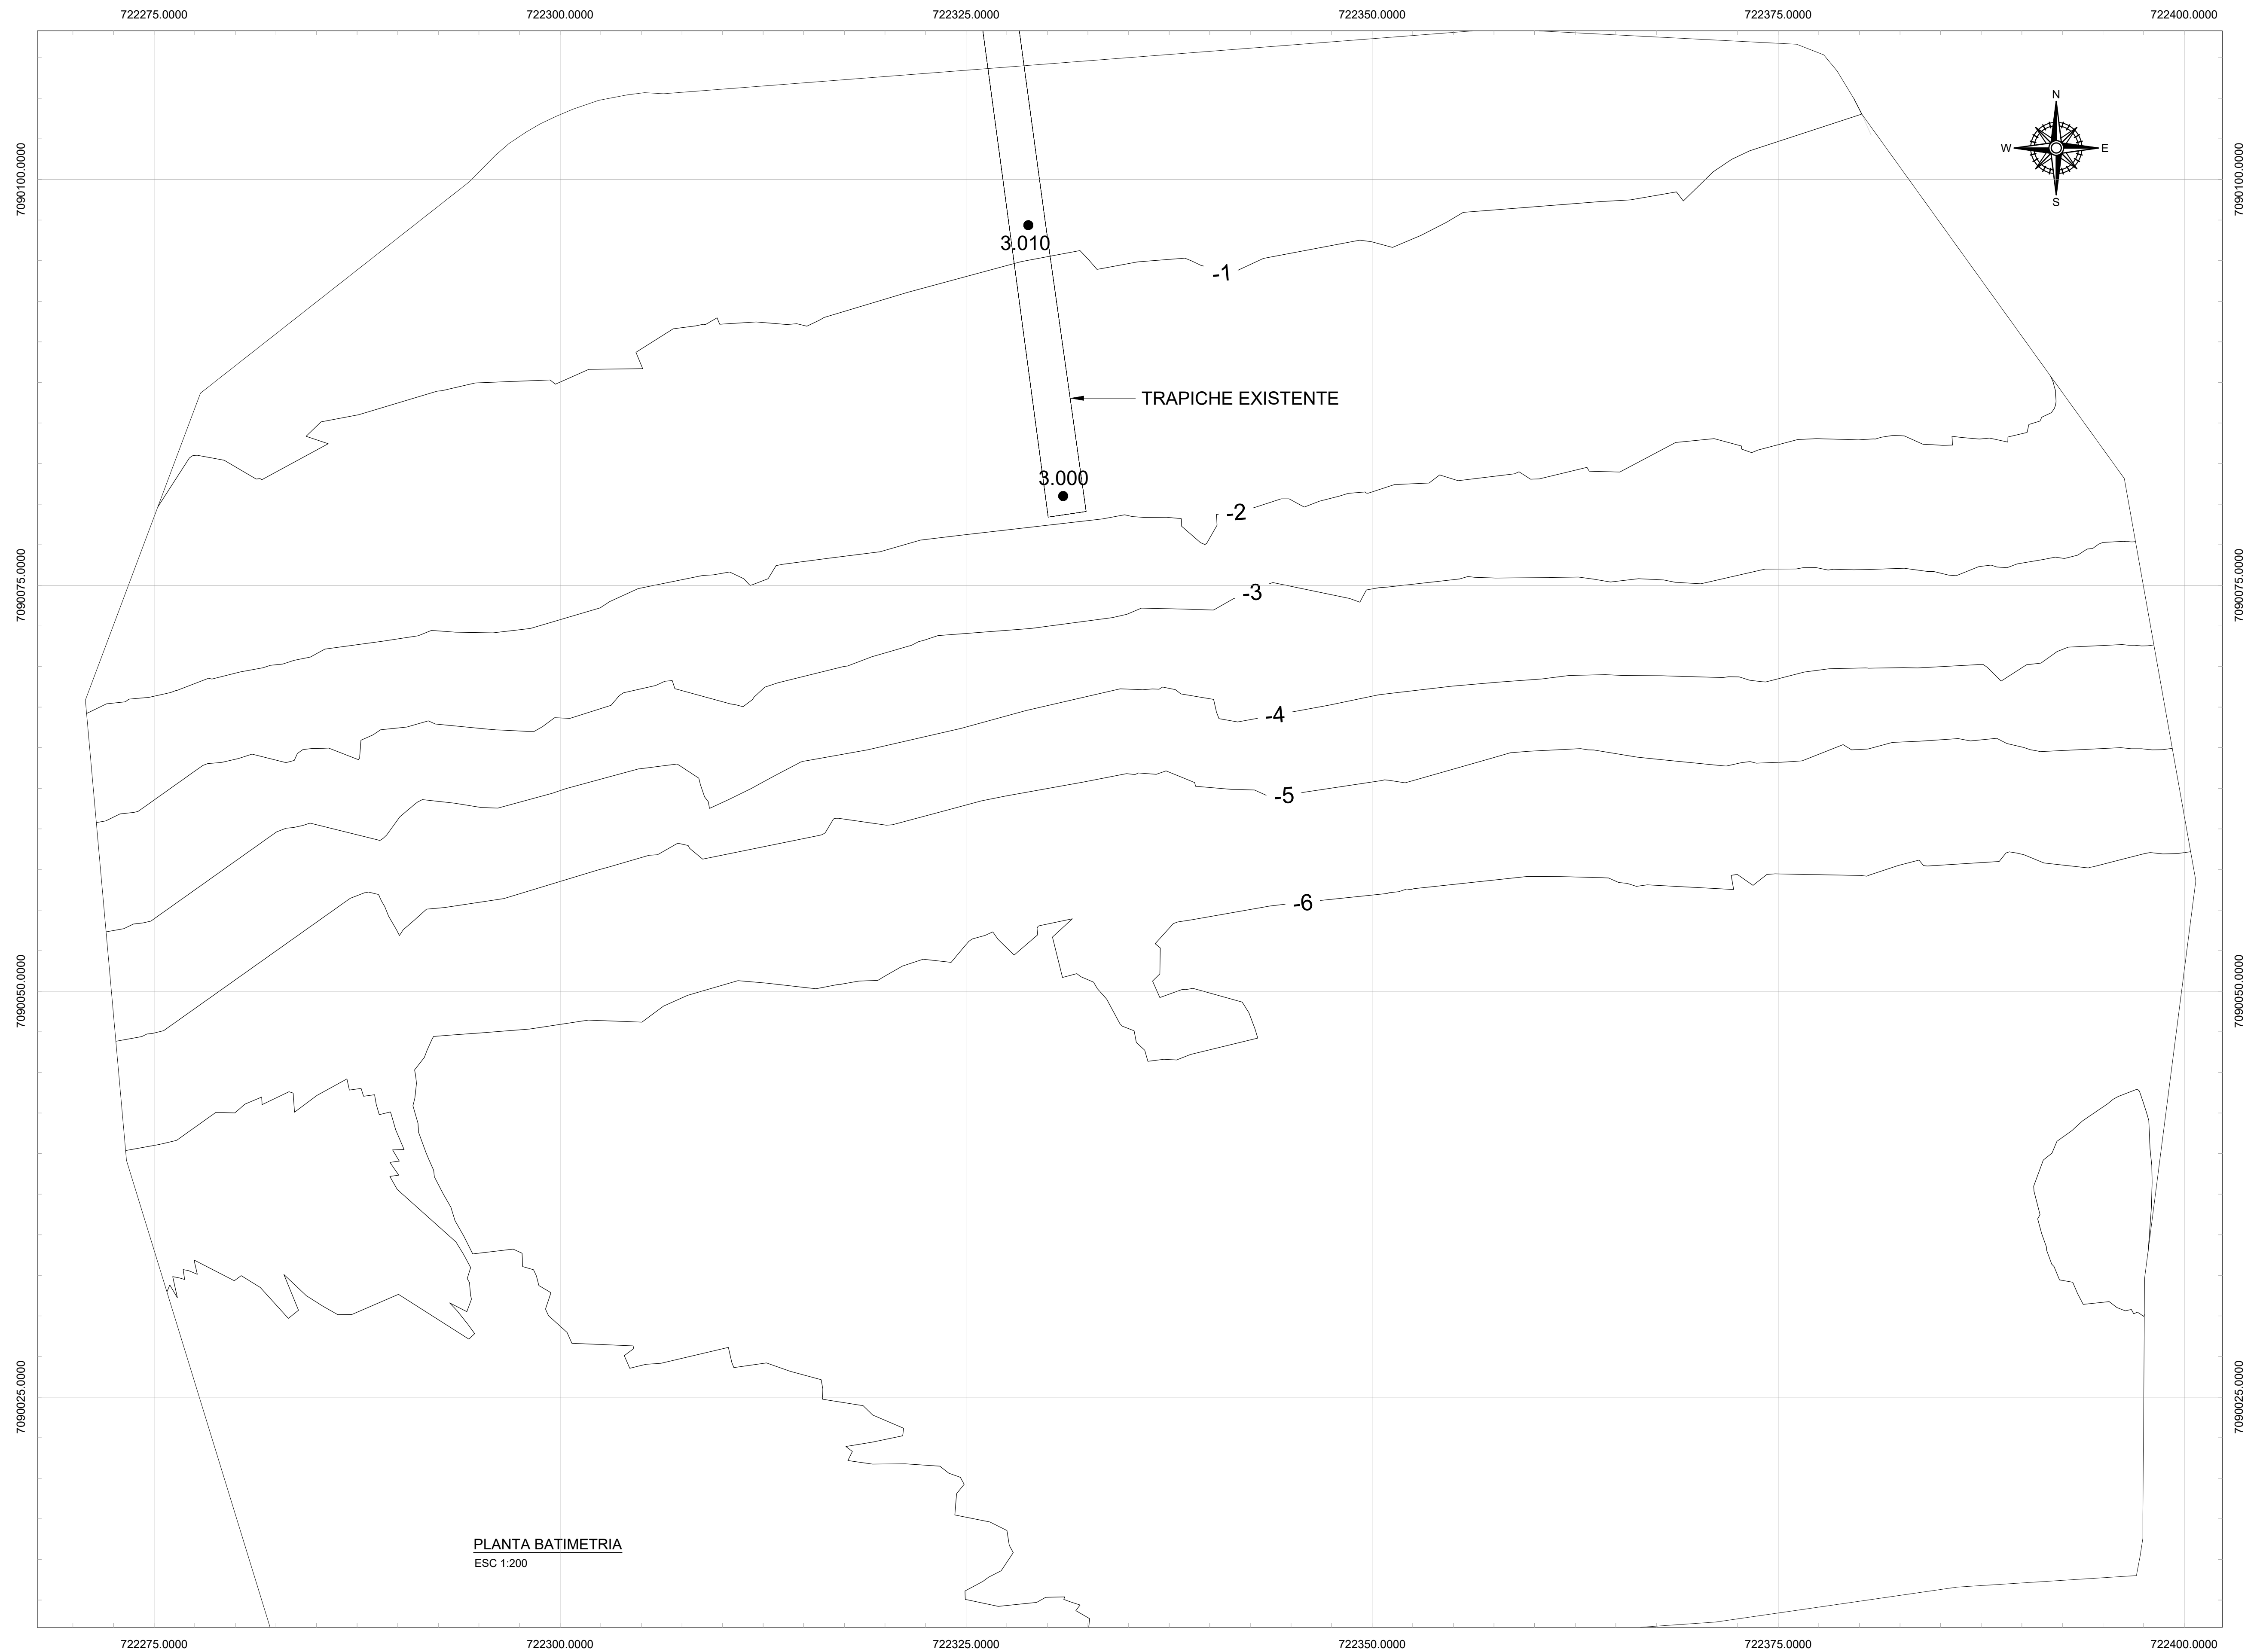 722275.0000 722300.0000 722325.0000 722350.0000 722375.0000 722400.0000
N
W E
S
7090100.0000 7090100.0000
3.010
-1
TRAPICHE EXISTENTE
3.000
-2
7090075.0000 7090075.0000
-3
-4
-5
-6
7090050.0000 7090050.0000
7090025.0000 7090025.0000
PLANTA BATIMETRIA
ESC 1:200
722275.0000 722300.0000 722325.0000 722350.0000 722375.0000 722400.0000